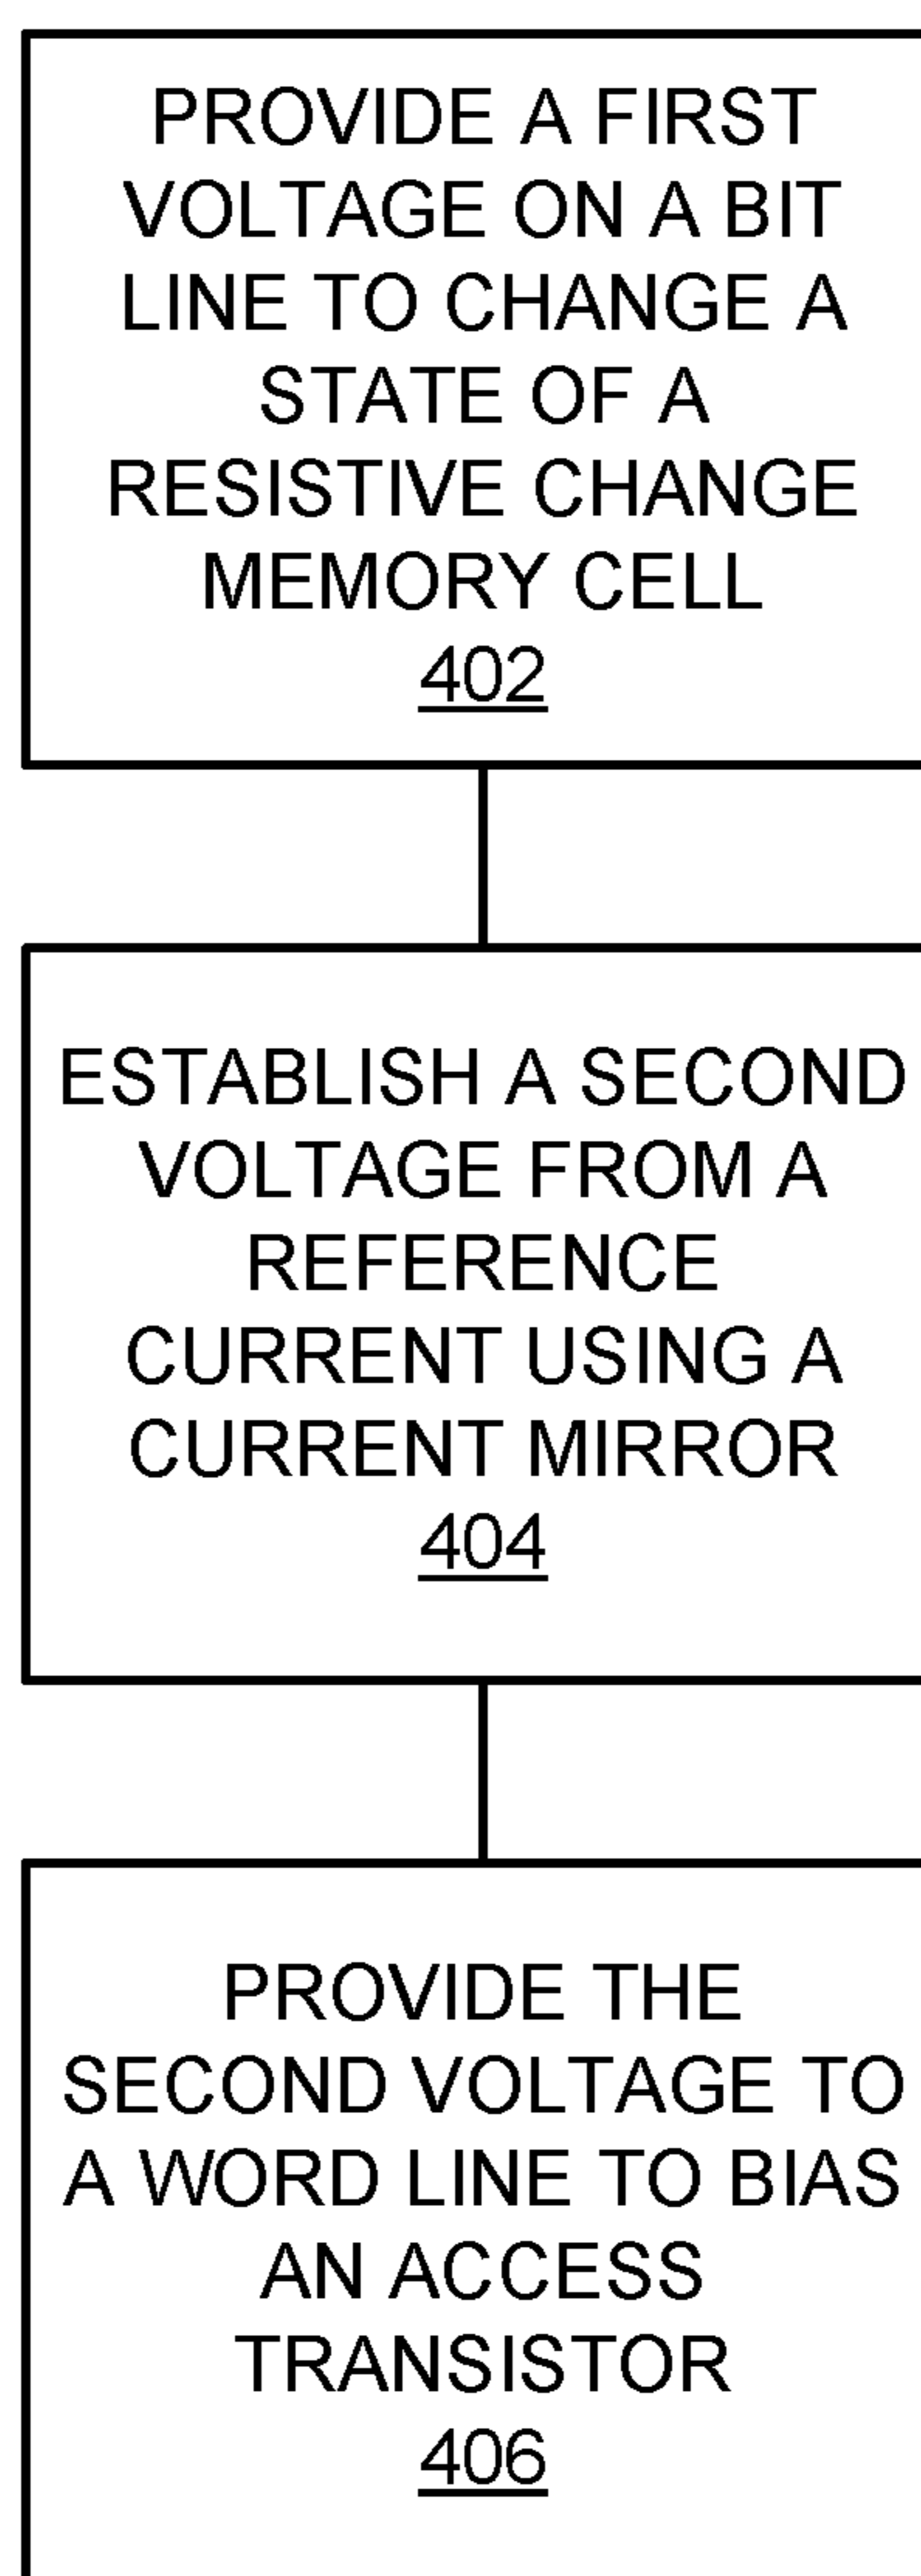 PROVIDE A FIRST
VOLTAGE ON A BIT
LINE TO CHANGE A
STATE OF A
RESISTIVE CHANGE
MEMORY CELL
402
ESTABLISH A SECOND
VOLTAGE FROM A
REFERENCE
CURRENT USING A
CURRENT MIRROR
404
PROVIDE THE
SECOND VOLTAGE TO
A WORD LINE TO BIAS
AN ACCESS
TRANSISTOR
406